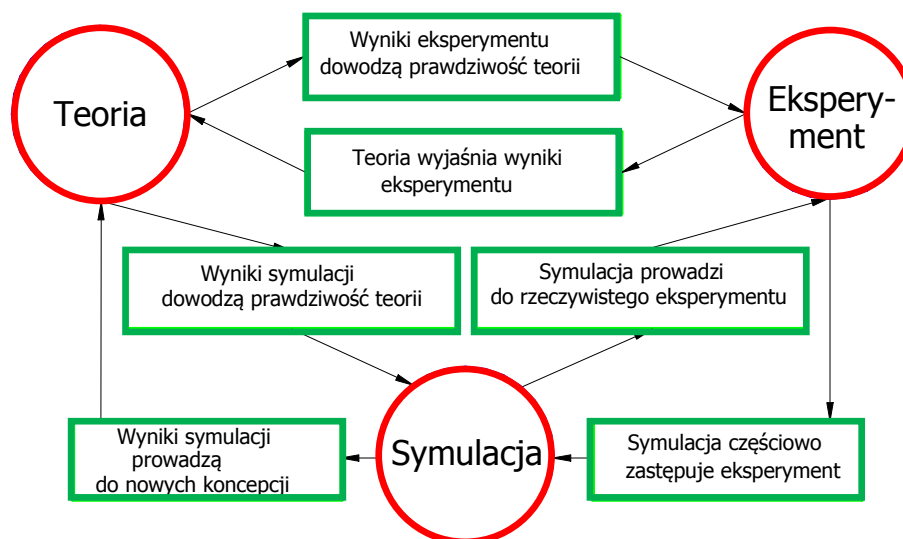 Wyniki eksperymentu
dowodzą prawdziwość teorii
Teoria
Ekspery-
ment
Teoria wyjaśnia wyniki
eksperymentu
Wyniki symulacji
dowodzą prawdziwość teorii
Symulacja prowadzi
do rzeczywistego eksperymentu
Wyniki symulacji
prowadzą
do nowych koncepcji
Symulacja
Symulacja częściowo
zastępuje eksperyment